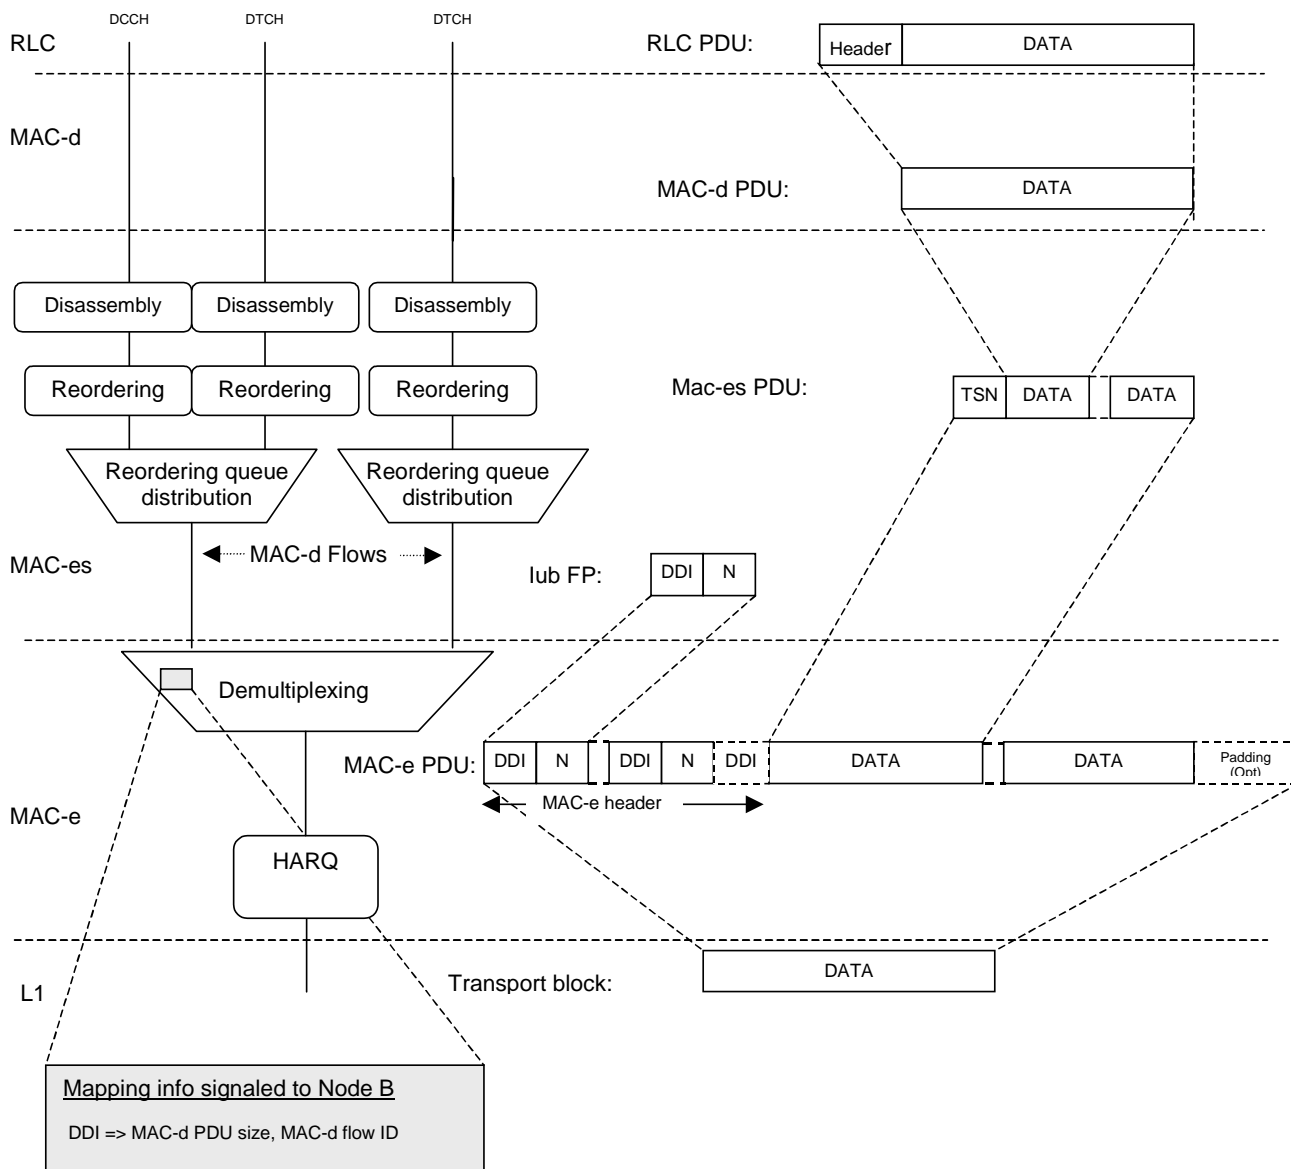 DCCH DTCH DTCH
RLC RLC PDU: Header DATA
MAC-d
MAC-d PDU: DATA
Disassembly Disassembly Disassembly
Reordering Reordering Reordering
Mac-es PDU: TSN DATA DATA
Reordering queue distribution Reordering queue distribution
MAC-d Flows
MAC-es
Iub FP: DDI N
Demultiplexing
MAC-e PDU: DDI N DDI N DDI DATA DATA Padding (Opt)
MAC-e header
MAC-e
HARQ
Transport block: DATA
L1
Mapping info signaled to Node B
DDI => MAC-d PDU size, MAC-d flow ID